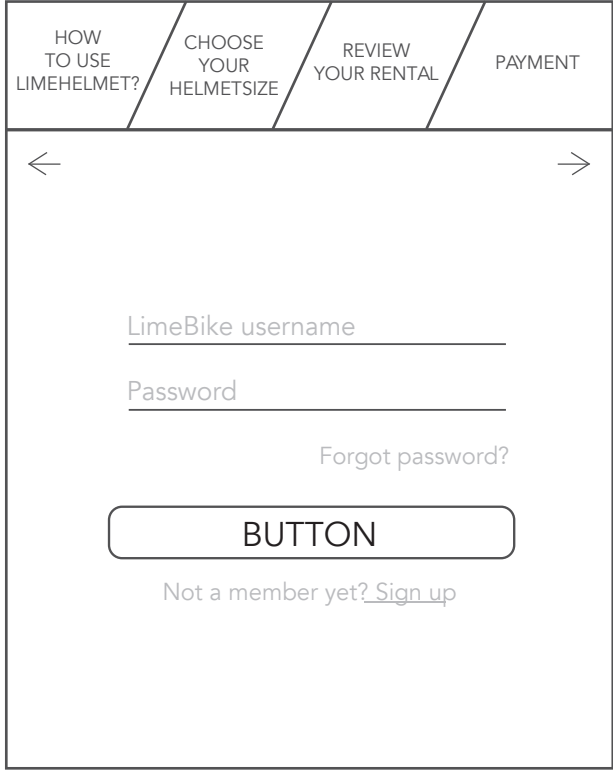 HOW
TO USE
LIMEHELMET?
CHOOSE
YOUR
HELMETSIZE
REVIEW
YOUR RENTAL
PAYMENT
LimeBike username
Password
Forgot password?
BUTTON
Not a member yet? Sign up